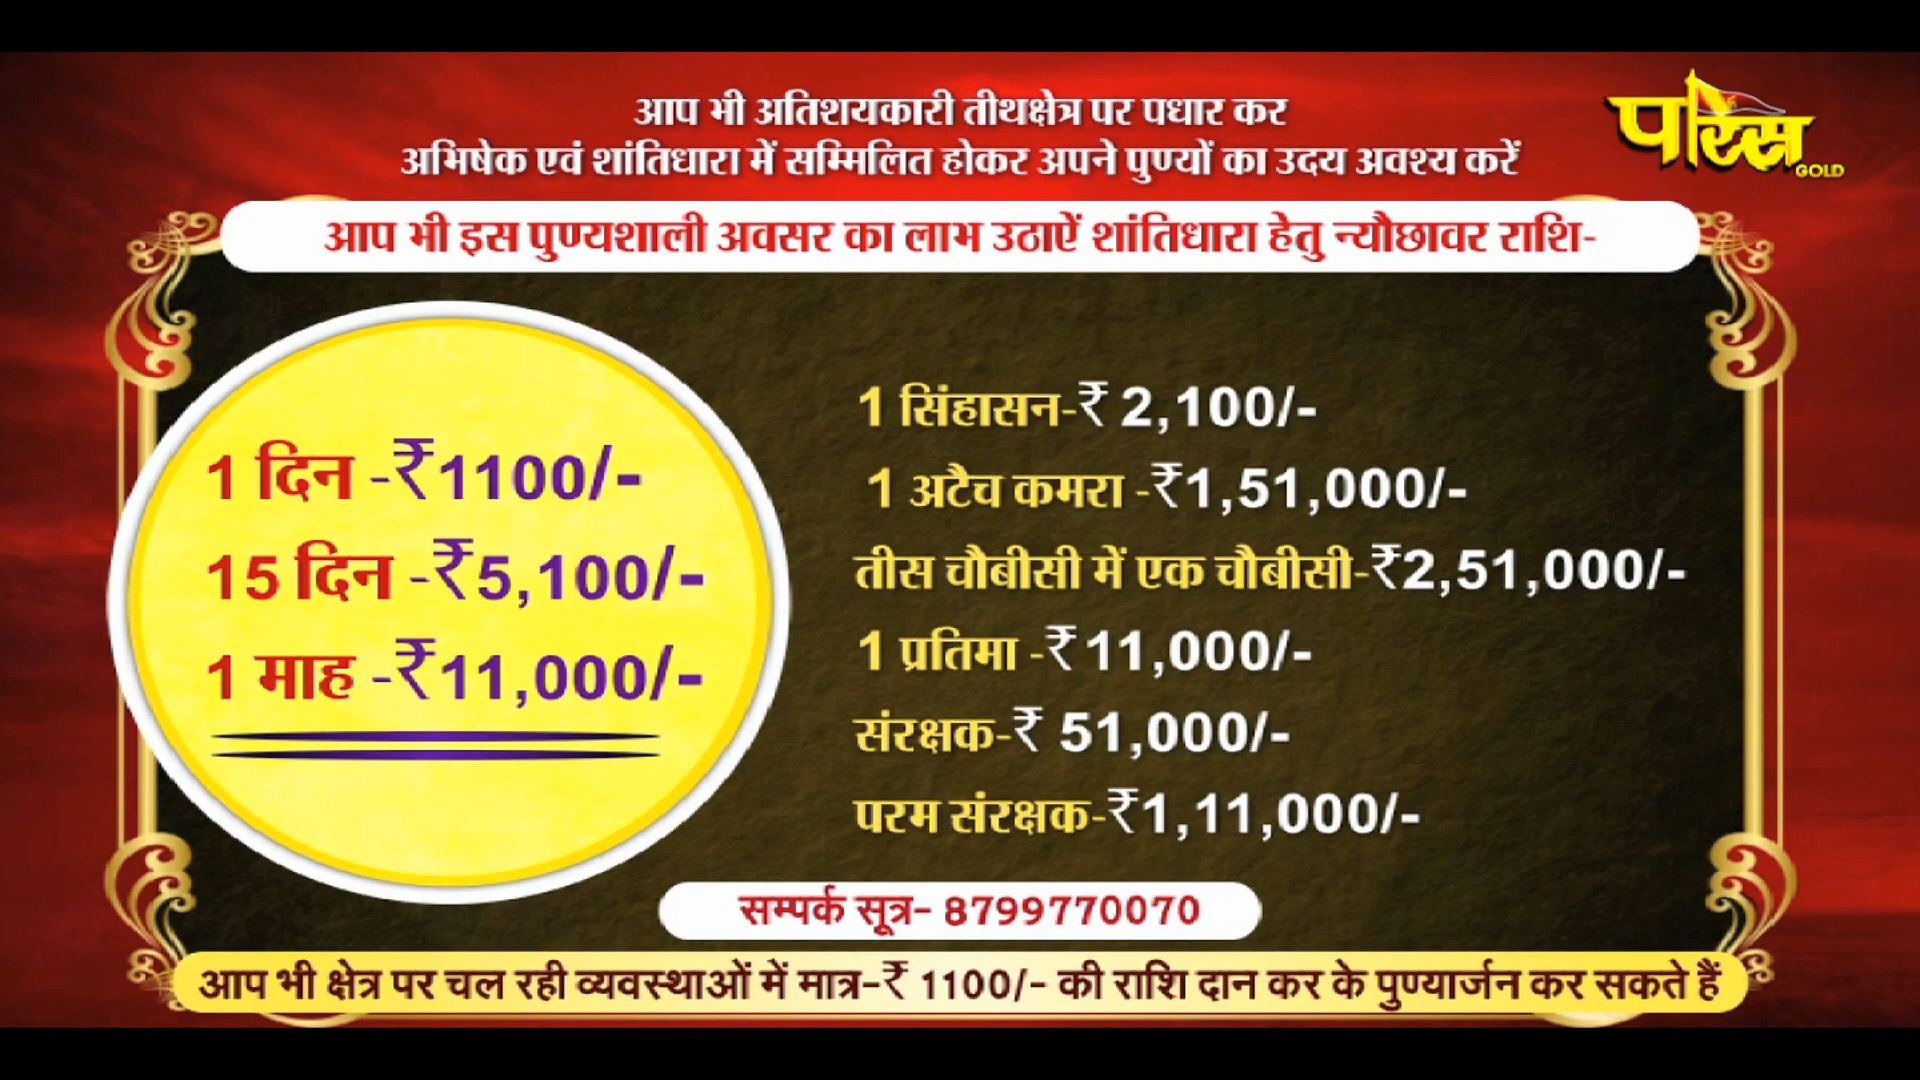 आप भी अतिशयकारी तीथक्षेत्र पर पधार कर
अभिषेक एवं शांतिधारा में सम्मिलित होकर अपने पुण्यों का उदय अवश्य करें
पारस
GOLD
आप भी इस पुण्यशाली अवसर का लाभ उठाऐं शांतिधारा हेतु न्यौछावर राशि-
1 दिन -₹1100/-
15 दिन -₹5,100/-
1 माह -₹11,000/-
1 सिंहासन-₹ 2,100/-
1 अटैच कमरा -₹1,51,000/-
तीस चौबीसी में एक चौबीसी-₹2,51,000/-
1 प्रतिमा -₹11,000/-
संरक्षक-₹ 51,000/-
परम संरक्षक-₹1,11,000/-
सम्पर्क सूत्र- 8799770070
आप भी क्षेत्र पर चल रही व्यवस्थाओं में मात्र-₹ 1100/- की राशि दान कर के पुण्यार्जन कर सकते हैं